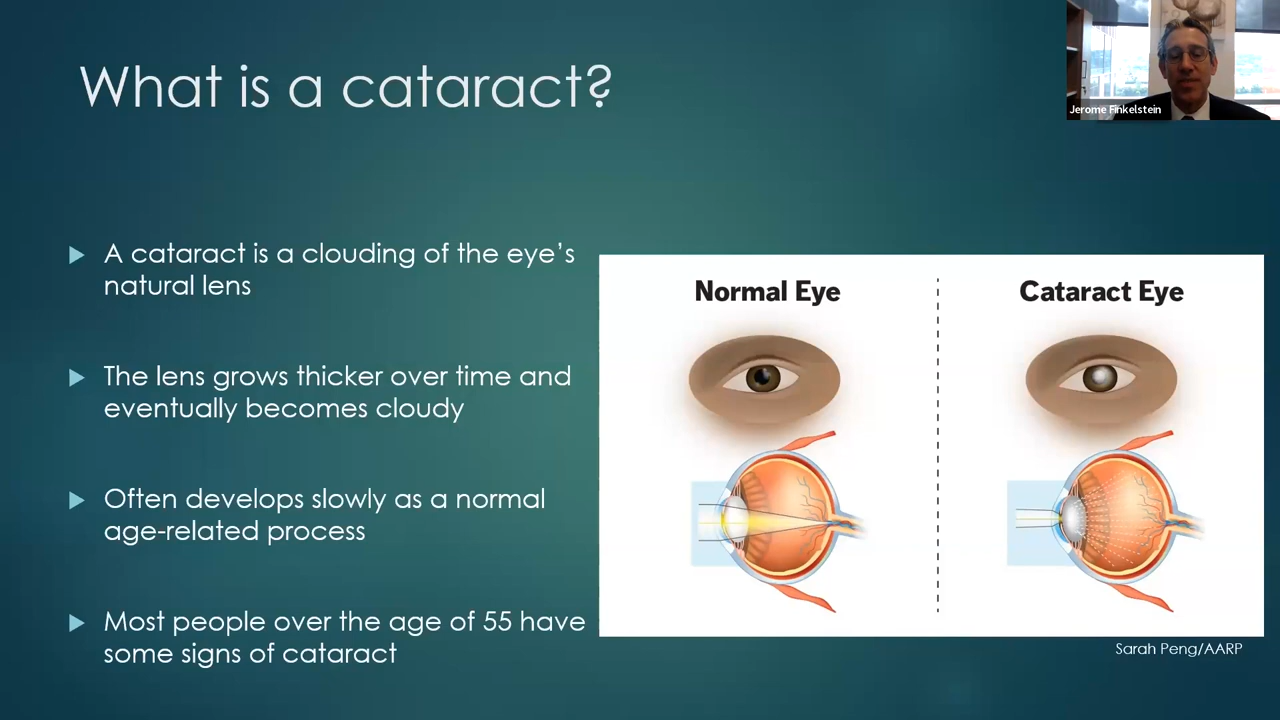 What is a cataract?
Jerome Finkelstein
A cataract is a clouding of the eye’s
natural lens
The lens grows thicker over time and
eventually becomes cloudy
Often develops slowly as a normal
age-related process
Most people over the age of 55 have
some signs of cataract
Normal Eye
Cataract Eye
Sarah Peng/AARP